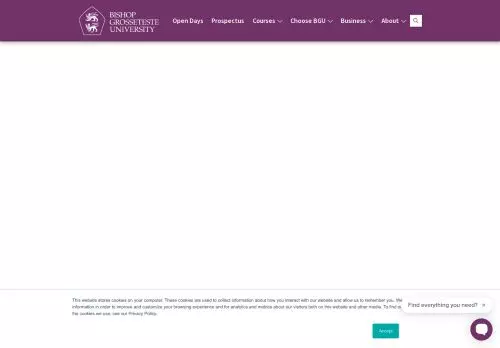 BISHOP
GROSSETESTE
UNIVERSITY
Open Days Prospectus Courses Choose BGU Business About
This website stores cookies on your computer. These cookies are used to collect information about how you interact with our website and allow us to remember you. We
information in order to improve and customize your browsing experience and for analytics and metrics about our visitors both on this website and other media. To find o
the cookies we use, see our Privacy Policy.
Find everything you need? ×
Accept